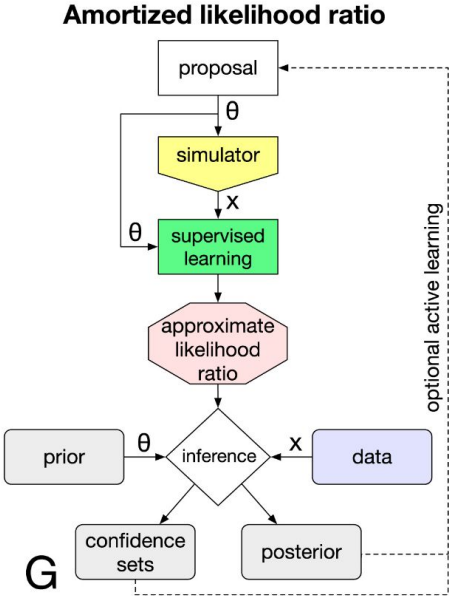 Amortized likelihood ratio
proposal
θ
simulator
x
θ
supervised
learning
approximate
likelihood
ratio
optional active learning
prior
θ
inference
x
data
confidence
sets
posterior
G